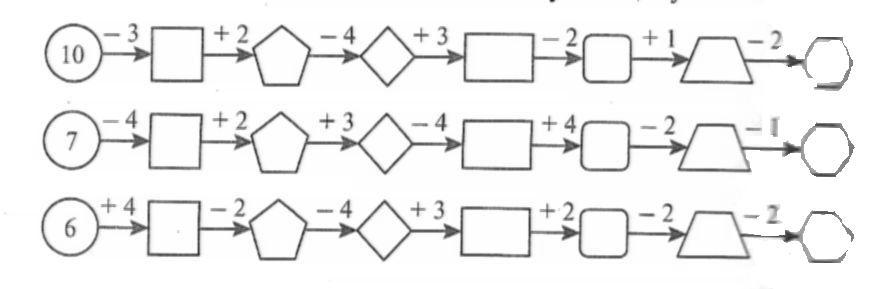 10 − 3 + 2 − 4 + 3 − 2 + 1 − 2
7 − 4 + 2 + 3 − 4 + 4 − 2 − 1
6 + 4 − 2 − 4 + 3 + 2 − 2 − 2